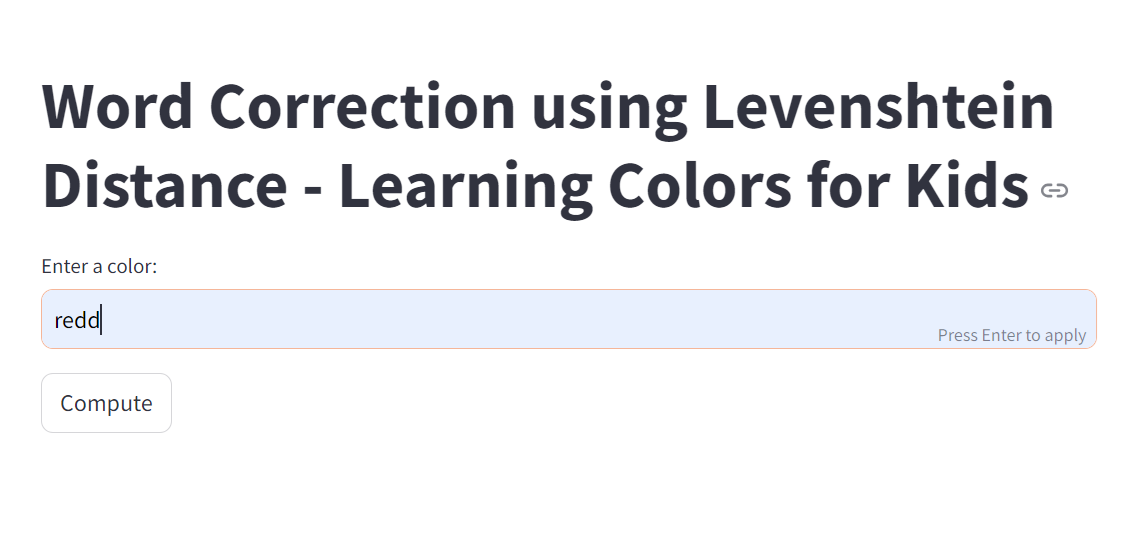 Word Correction using Levenshtein
Distance - Learning Colors for Kids
Enter a color:
redd
Press Enter to apply
Compute